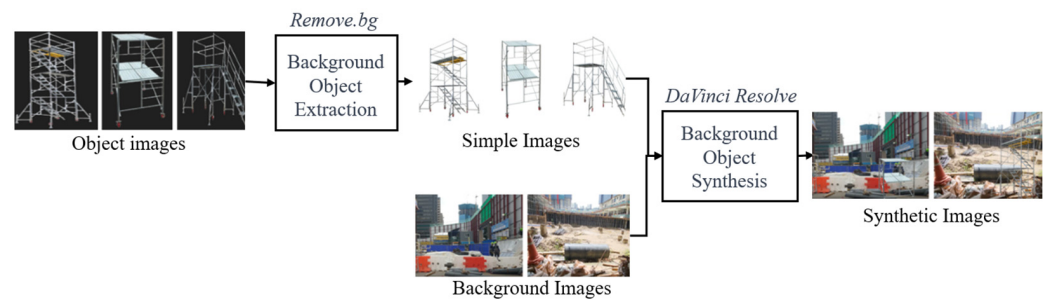 Remove.bg
Background
Object
Extraction
Object images
Simple Images
DaVinci Resolve
Background
Object
Synthesis
Background Images
Synthetic Images